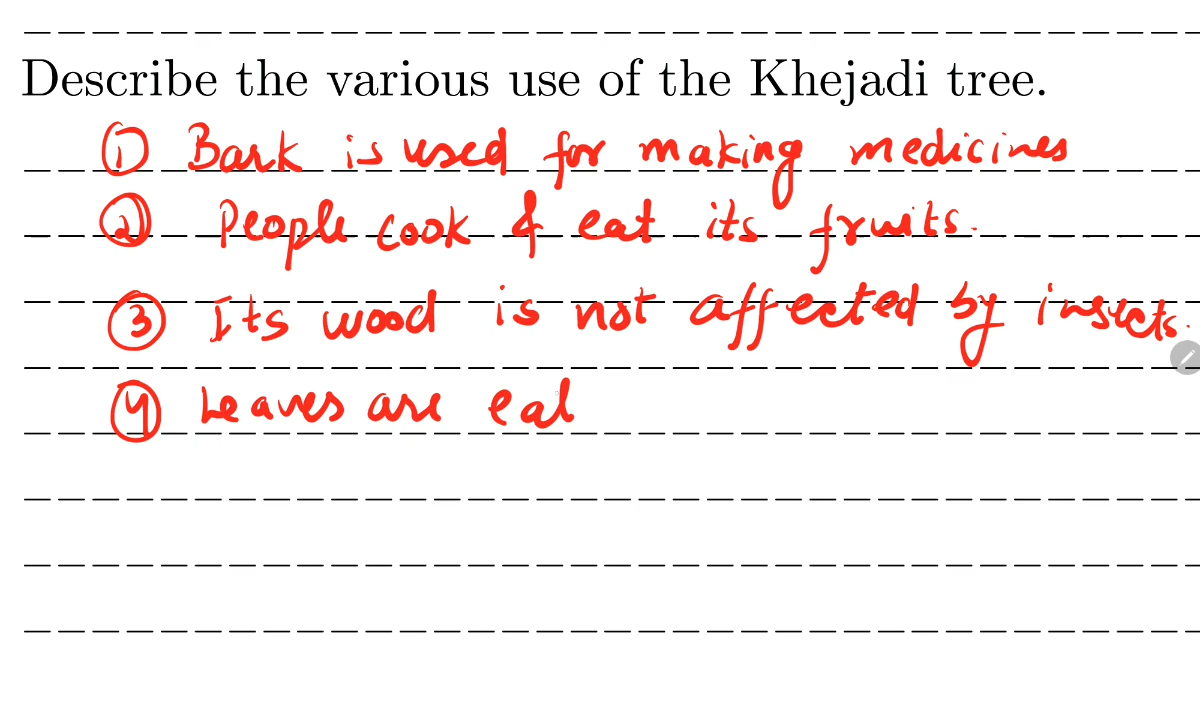 Describe the various use of the Khejadi tree.
① Bark is used for making medicines
② People cook & eat its fruits.
③ Its wood is not affected by insects.
④ Leaves are eat